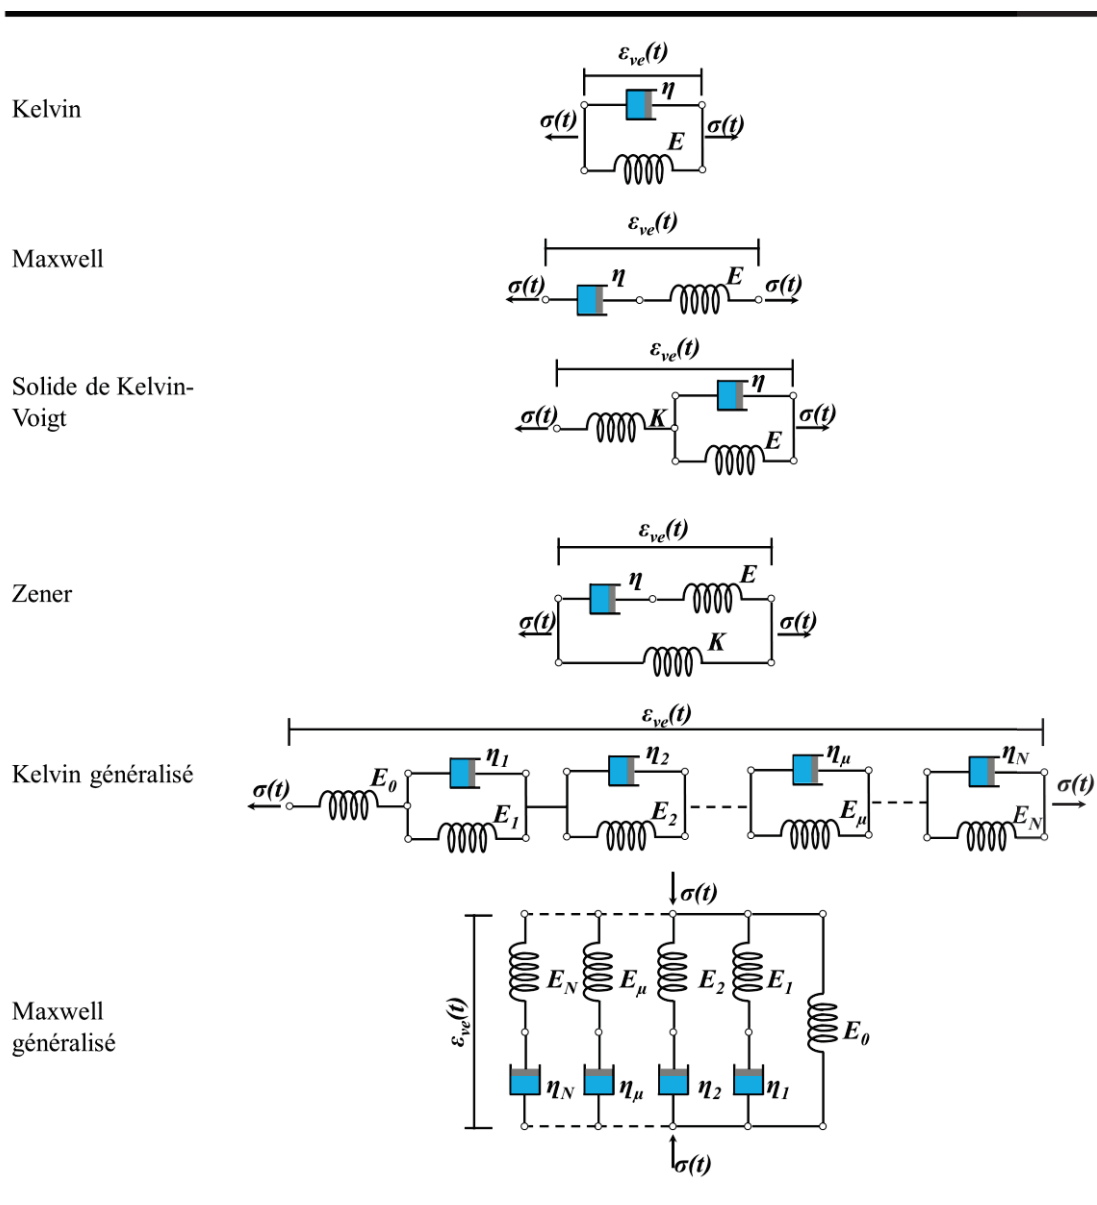 ε_ve(t)
Kelvin
η
σ(t) σ(t)
E
ε_ve(t)
Maxwell
η E
σ(t) σ(t)
ε_ve(t)
Solide de Kelvin-
Voigt
η
σ(t) K σ(t)
E
ε_ve(t)
Zener
η E
σ(t) σ(t)
K
ε_ve(t)
Kelvin généralisé
η_1 η_2 η_μ η_N
σ(t) E_0 σ(t)
E_1 E_2 E_μ E_N
σ(t)
Maxwell
généralisé
ε_ve(t)
E_N E_μ E_2 E_1
E_0
η_N η_μ η_2 η_1
σ(t)